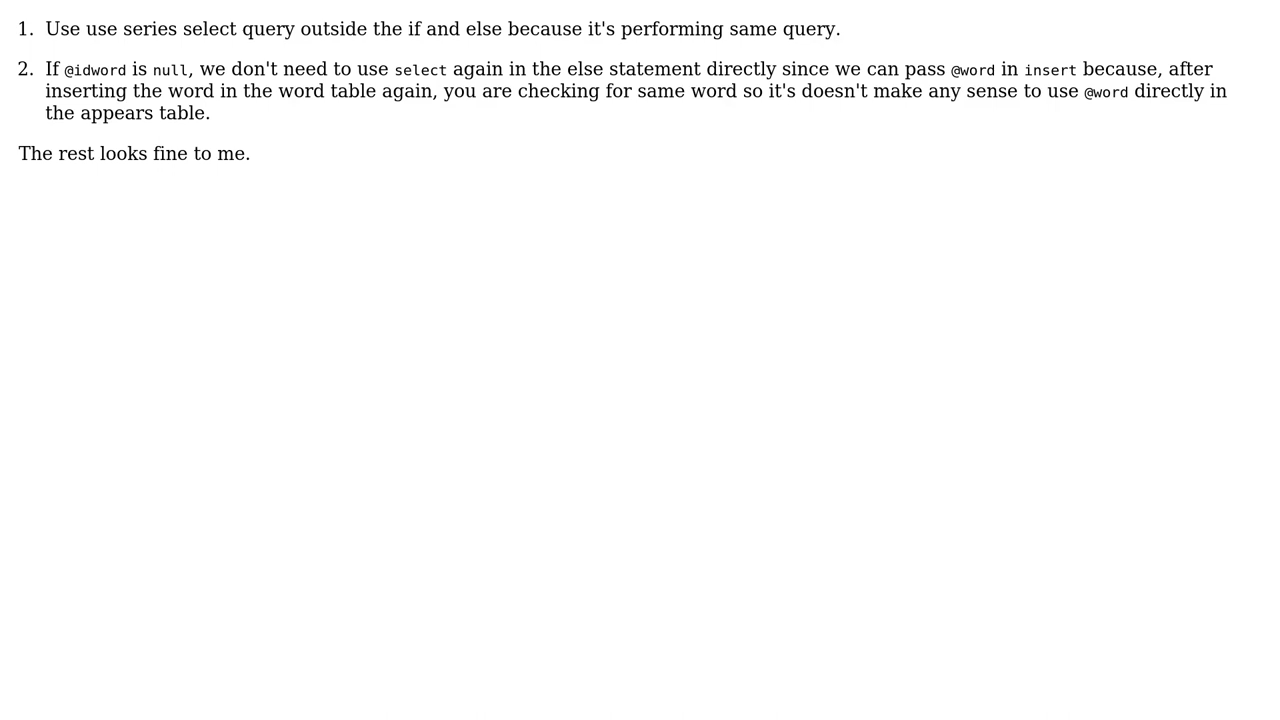 1. Use use series select query outside the if and else because it's performing same query.
2. If @idword is null, we don't need to use select again in the else statement directly since we can pass @word in insert because, after
inserting the word in the word table again, you are checking for same word so it's doesn't make any sense to use @word directly in
the appears table.
The rest looks fine to me.